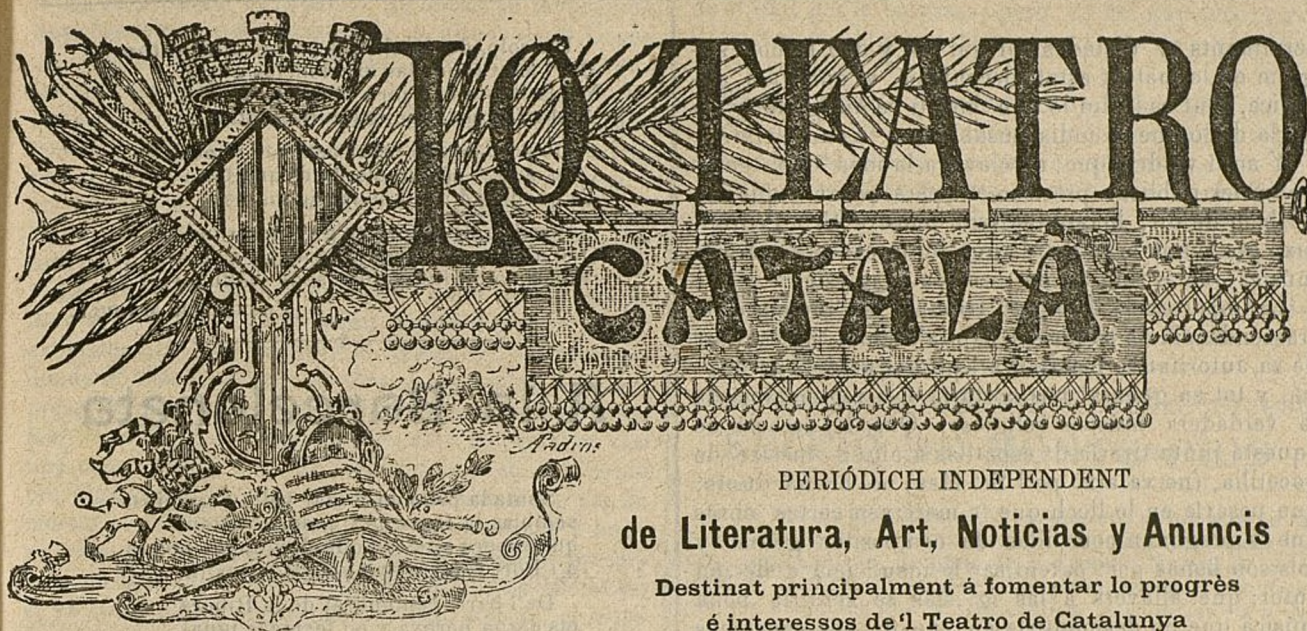 LO TEATRO
CATALÀ
Padrós
PERIÓDICH INDEPENDENT
de Literatura, Art, Noticias y Anuncis
Destinat principalment á fomentar lo progrès
é interessos de'l Teatro de Catalunya